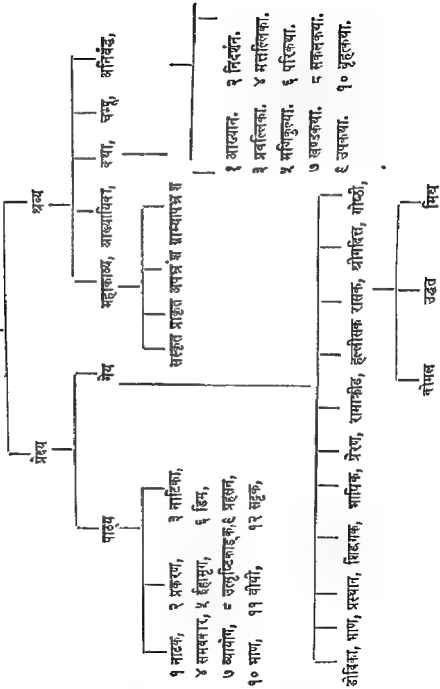 प्रेक्ष्य श्रव्य
पाठ्य गेय महाकाव्य, आख्यायिका, कथा, चम्पू, अनिबद्ध,
संस्कृत प्राकृत अपभ्रंश ग्राम्यापभ्रंश
१ आख्यान. २ निदर्शन.
३ प्रवल्लिका. ४ मत्तल्लिका.
५ मणिकुल्या. ६ परिकथा.
७ खण्डकथा. ८ सकलकथा.
९ उपकथा. १० बृहत्कथा.
१ नाटक, २ प्रकरण, ३ नाटिका,
४ समवकार, ५ ईहामृग, ६ डिम,
७ व्यायोग, ८ उत्सृष्टिकाङ्क, ९ प्रहसन,
१० भाण, ११ वीथी, १२ सट्टक,
डोंबिका, भाण, प्रस्थान, शिद्गक, भाणिक, प्रेरण, रामाक्रीड, हल्लीसक रासक, श्रीगदित, गोष्ठी,
कोमल उद्धत मिश्र